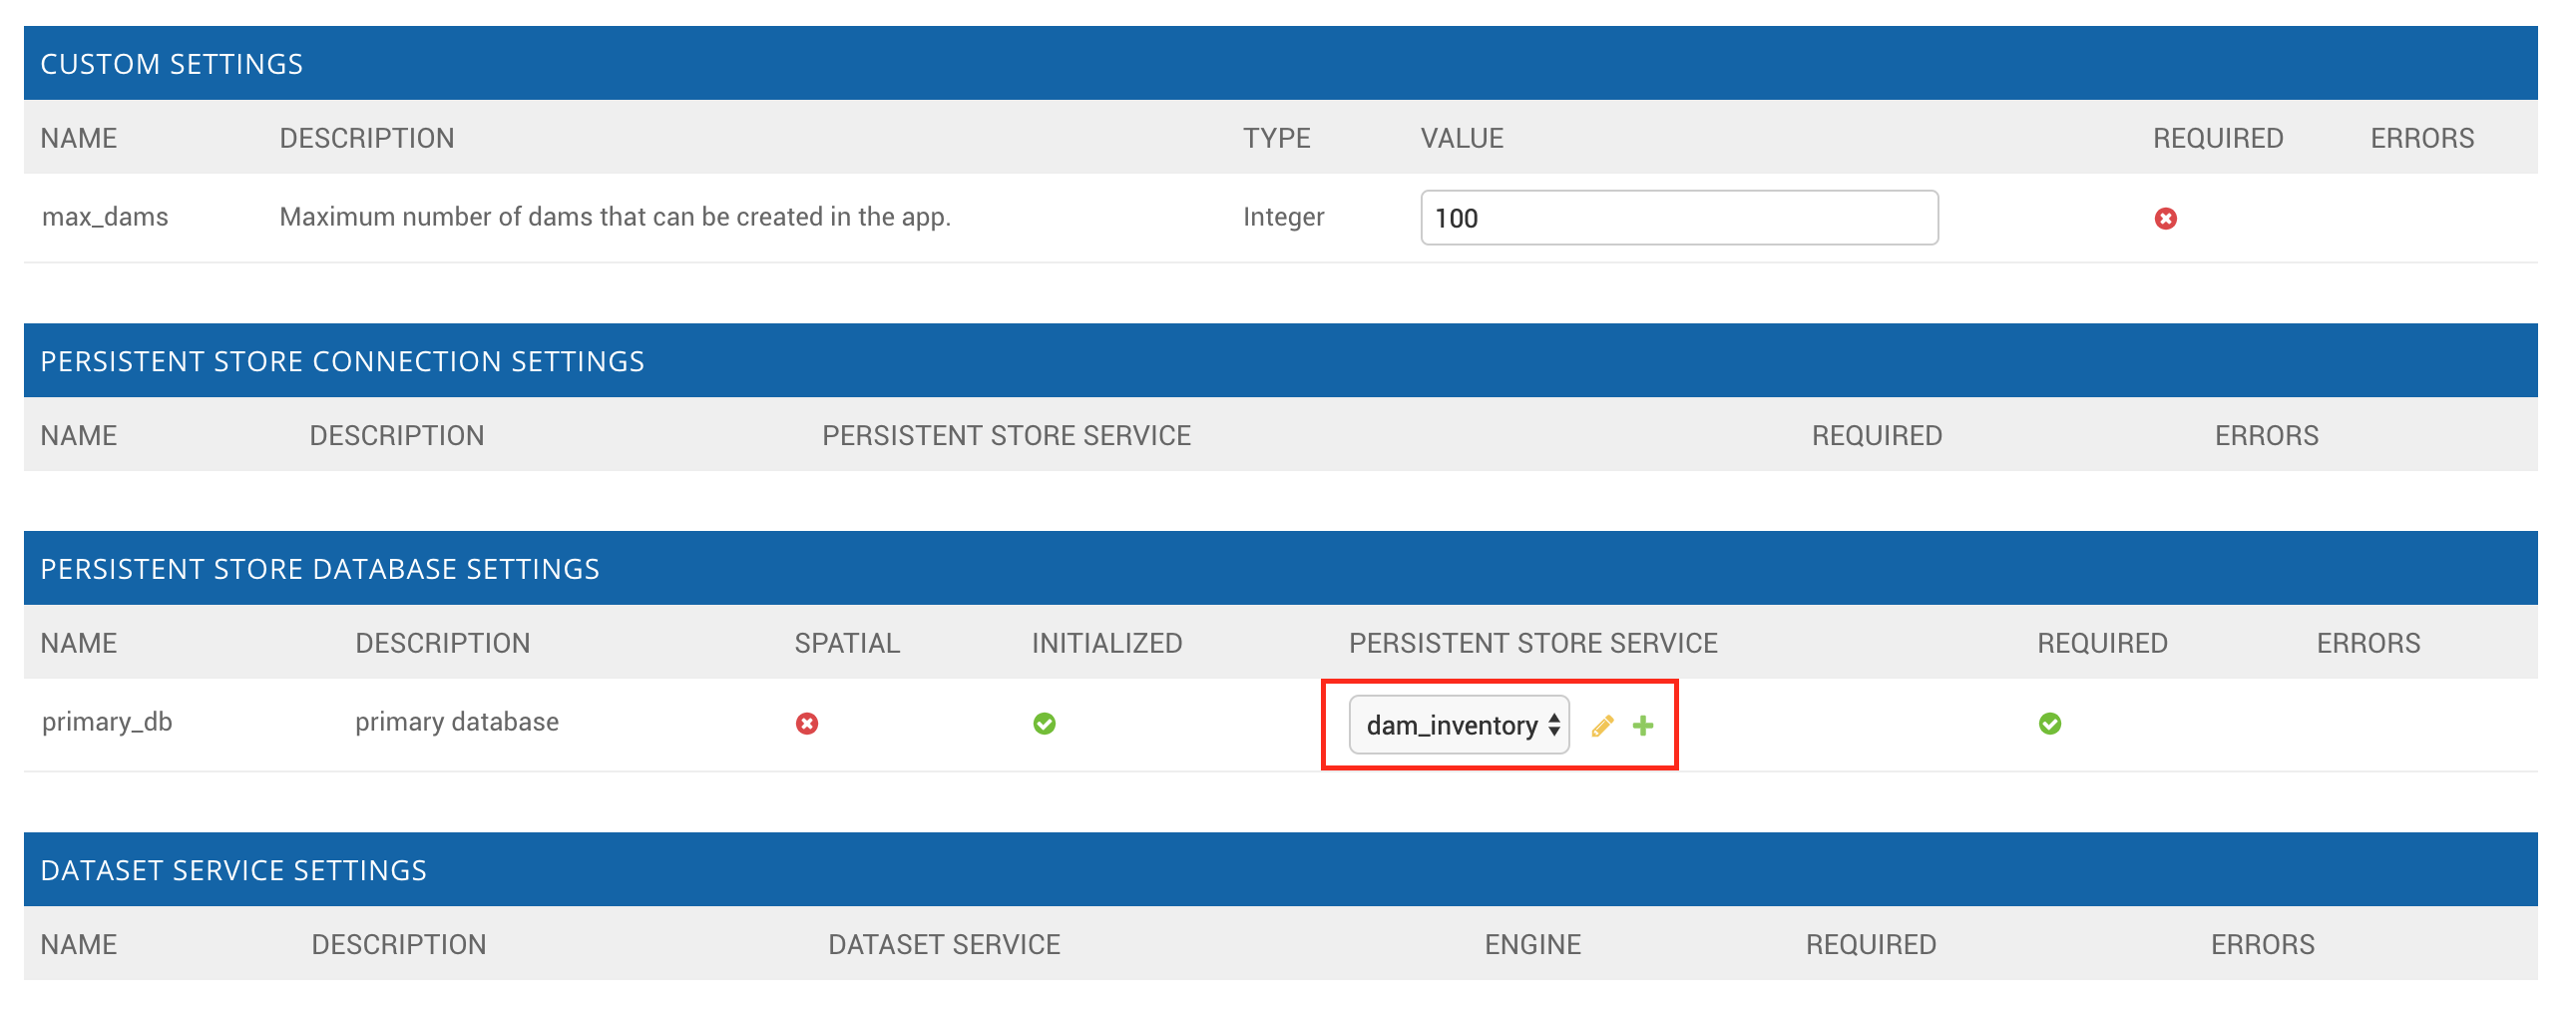 CUSTOM SETTINGS
NAME DESCRIPTION TYPE VALUE REQUIRED ERRORS
max_dams Maximum number of dams that can be created in the app. Integer 100
PERSISTENT STORE CONNECTION SETTINGS
NAME DESCRIPTION PERSISTENT STORE SERVICE REQUIRED ERRORS
PERSISTENT STORE DATABASE SETTINGS
NAME DESCRIPTION SPATIAL INITIALIZED PERSISTENT STORE SERVICE REQUIRED ERRORS
primary_db primary database dam_inventory
DATASET SERVICE SETTINGS
NAME DESCRIPTION DATASET SERVICE ENGINE REQUIRED ERRORS